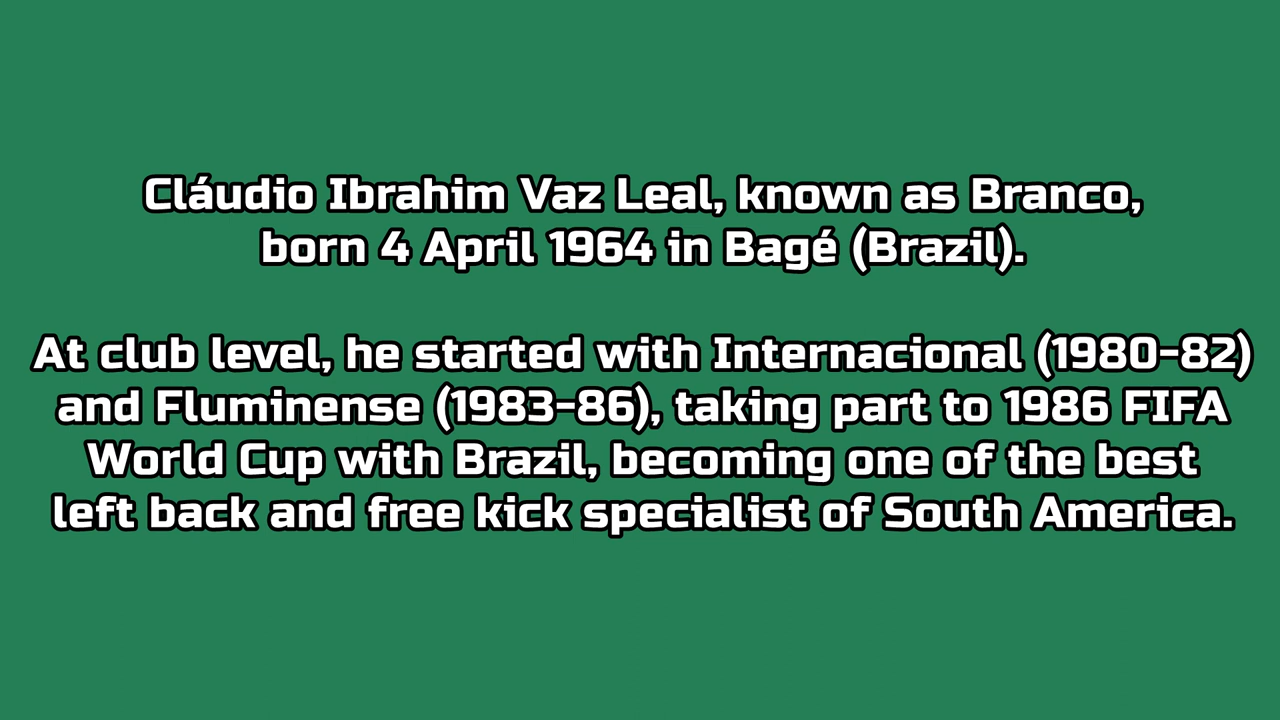 Cláudio Ibrahim Vaz Leal, known as Branco,
born 4 April 1964 in Bagé (Brazil).
At club level, he started with Internacional (1980-82)
and Fluminense (1983-86), taking part to 1986 FIFA
World Cup with Brazil, becoming one of the best
left back and free kick specialist of South America.